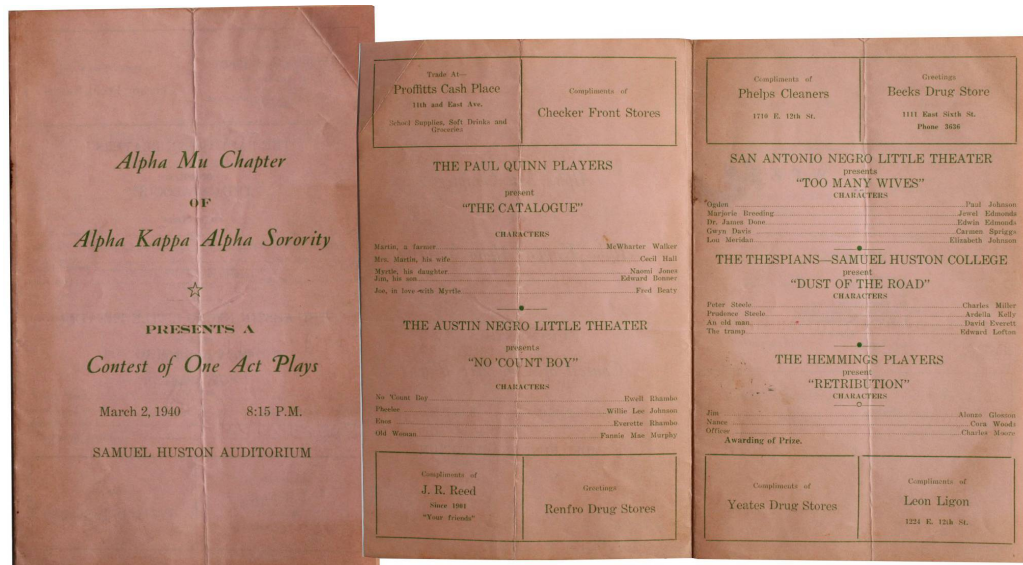 Alpha Mu Chapter
OF
Alpha Kappa Alpha Sorority
PRESENTS A
Contest of One Act Plays
March 2, 1940 8:15 P.M.
SAMUEL HUSTON AUDITORIUM
Trade At—
Proffitts Cash Place
11th and East Ave.
School Supplies, Soft Drinks and
Groceries
Compliments of
Checker Front Stores
THE PAUL QUINN PLAYERS
present
"THE CATALOGUE"
CHARACTERS
Martin, a farmer McWharter Walker
Mrs. Martin, his wife Cecil Hall
Myrtle, his daughter Naomi Jones
Jim, his son Edward Bonner
Joe, in love with Myrtle Fred Beaty
THE AUSTIN NEGRO LITTLE THEATER
presents
"NO 'COUNT BOY"
CHARACTERS
No 'Count Boy Ewell Rhambo
Pheelee Willie Lee Johnson
Enos Everette Rhambo
Old Woman Fannie Mae Murphy
Compliments of
J. R. Reed
Since 1901
"Your friends"
Greetings
Renfro Drug Stores
Compliments of
Phelps Cleaners
1710 E. 12th St.
Greetings
Becks Drug Store
1111 East Sixth St.
Phone 5656
SAN ANTONIO NEGRO LITTLE THEATER
presents
"TOO MANY WIVES"
CHARACTERS
Ogden Paul Johnson
Marjorie Breeding Jewel Edmonds
Dr. James Done Edwin Edmonds
Gwyn Davis Carmen Spriggs
Lou Meridan Elizabeth Johnson
THE THESPIANS—SAMUEL HUSTON COLLEGE
present
"DUST OF THE ROAD"
CHARACTERS
Peter Steele Charles Miller
Prudence Steele Ardelia Kelly
An old man David Everett
The tramp Edward Lofton
THE HEMMINGS PLAYERS
present
"RETRIBUTION"
CHARACTERS
Jim Alonzo Gloston
Nance Cora Woods
Officer Charles Moore
Awarding of Prize.
Compliments of
Yeates Drug Stores
Compliments of
Leon Ligon
1224 E. 12th St.